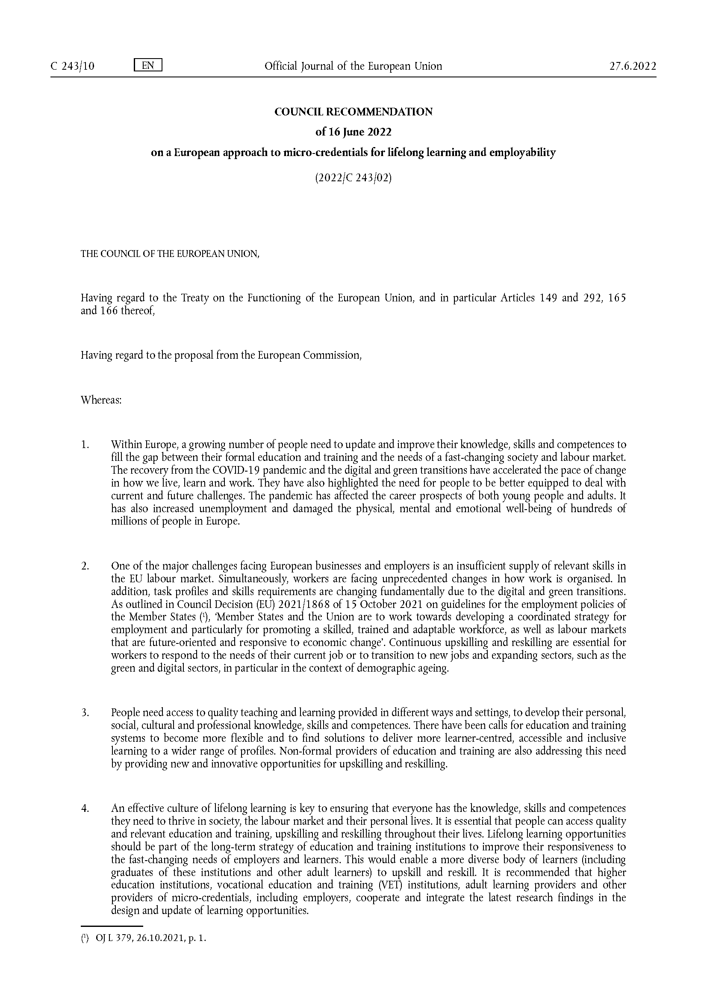 C 243/10 EN Official Journal of the European Union 27.6.2022
COUNCIL RECOMMENDATION
of 16 June 2022
on a European approach to micro-credentials for lifelong learning and employability
(2022/C 243/02)
THE COUNCIL OF THE EUROPEAN UNION,
Having regard to the Treaty on the Functioning of the European Union, and in particular Articles 149 and 292, 165
and 166 thereof,
Having regard to the proposal from the European Commission,
Whereas:
1. Within Europe, a growing number of people need to update and improve their knowledge, skills and competences to
fill the gap between their formal education and training and the needs of a fast-changing society and labour market.
The recovery from the COVID-19 pandemic and the digital and green transitions have accelerated the pace of change
in how we live, learn and work. They have also highlighted the need for people to be better equipped to deal with
current and future challenges. The pandemic has affected the career prospects of both young people and adults. It
has also increased unemployment and damaged the physical, mental and emotional well-being of hundreds of
millions of people in Europe.
2. One of the major challenges facing European businesses and employers is an insufficient supply of relevant skills in
the EU labour market. Simultaneously, workers are facing unprecedented changes in how work is organised. In
addition, task profiles and skills requirements are changing fundamentally due to the digital and green transitions.
As outlined in Council Decision (EU) 2021/1868 of 15 October 2021 on guidelines for the employment policies of
the Member States (¹), ‘Member States and the Union are to work towards developing a coordinated strategy for
employment and particularly for promoting a skilled, trained and adaptable workforce, as well as labour markets
that are future-oriented and responsive to economic change’. Continuous upskilling and reskilling are essential for
workers to respond to the needs of their current job or to transition to new jobs and expanding sectors, such as the
green and digital sectors, in particular in the context of demographic ageing.
3. People need access to quality teaching and learning provided in different ways and settings, to develop their personal,
social, cultural and professional knowledge, skills and competences. There have been calls for education and training
systems to become more flexible and to find solutions to deliver more learner-centred, accessible and inclusive
learning to a wider range of profiles. Non-formal providers of education and training are also addressing this need
by providing new and innovative opportunities for upskilling and reskilling.
4. An effective culture of lifelong learning is key to ensuring that everyone has the knowledge, skills and competences
they need to thrive in society, the labour market and their personal lives. It is essential that people can access quality
and relevant education and training, upskilling and reskilling throughout their lives. Lifelong learning opportunities
should be part of the long-term strategy of education and training institutions to improve their responsiveness to
the fast-changing needs of employers and learners. This would enable a more diverse body of learners (including
graduates of these institutions and other adult learners) to upskill and reskill. It is recommended that higher
education institutions, vocational education and training (VET) institutions, adult learning providers and other
providers of micro-credentials, including employers, cooperate and integrate the latest research findings in the
design and update of learning opportunities.
(¹) OJ L 379, 26.10.2021, p. 1.